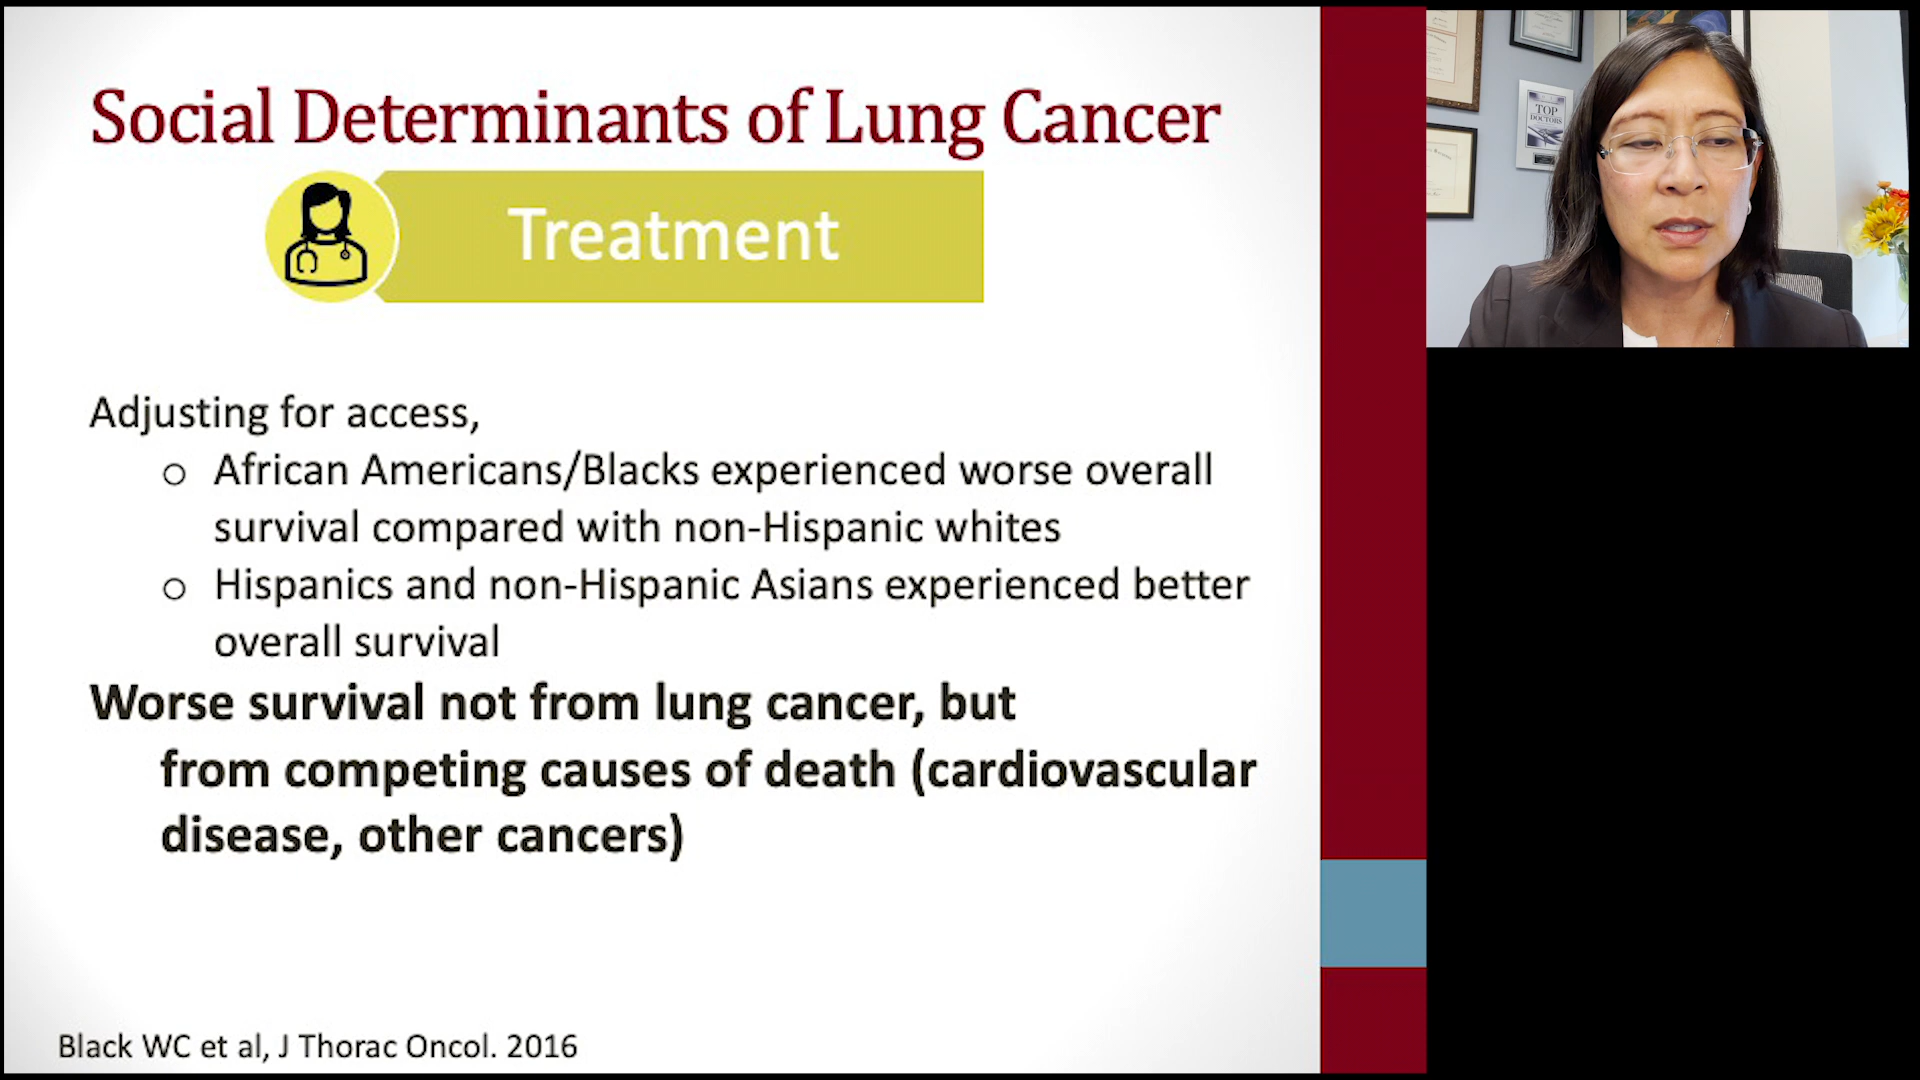 Social Determinants of Lung Cancer
Treatment
Adjusting for access,
o African Americans/Blacks experienced worse overall
survival compared with non-Hispanic whites
o Hispanics and non-Hispanic Asians experienced better
overall survival
Worse survival not from lung cancer, but
from competing causes of death (cardiovascular
disease, other cancers)
Black WC et al, J Thorac Oncol. 2016
TOP
DOCTORS